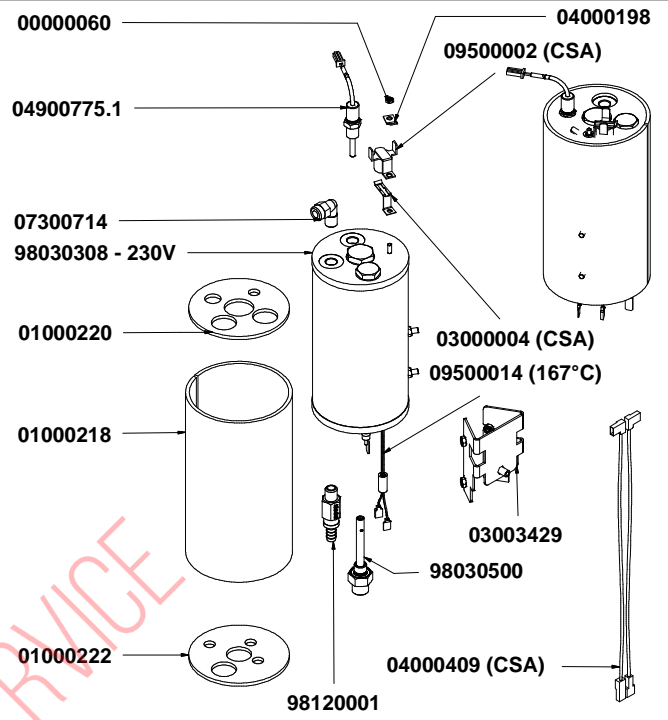 00000060
04000198
09500002 (CSA)
04900775.1
07300714
98030308 - 230V
01000220
03000004 (CSA)
09500014 (167°C)
01000218
03003429
98030500
01000222
04000409 (CSA)
98120001
RVICE